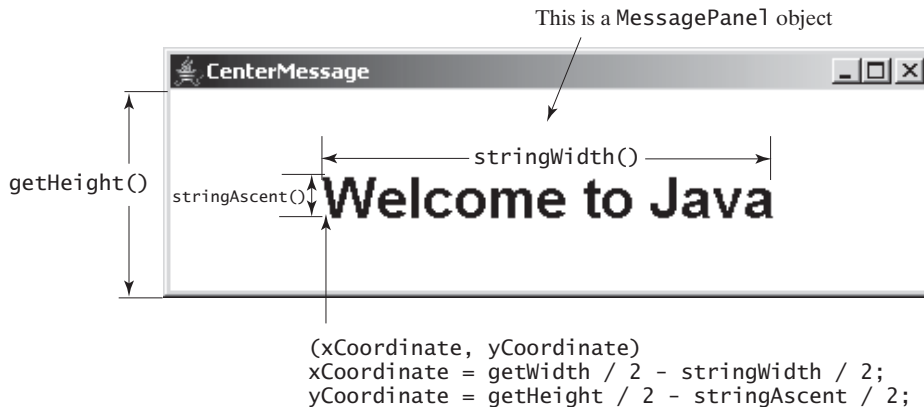 This is a MessagePanel object
CenterMessage
stringWidth()
getHeight()
stringAscent()
Welcome to Java
(xCoordinate, yCoordinate)
xCoordinate = getWidth / 2 - stringWidth / 2;
yCoordinate = getHeight / 2 - stringAscent / 2;